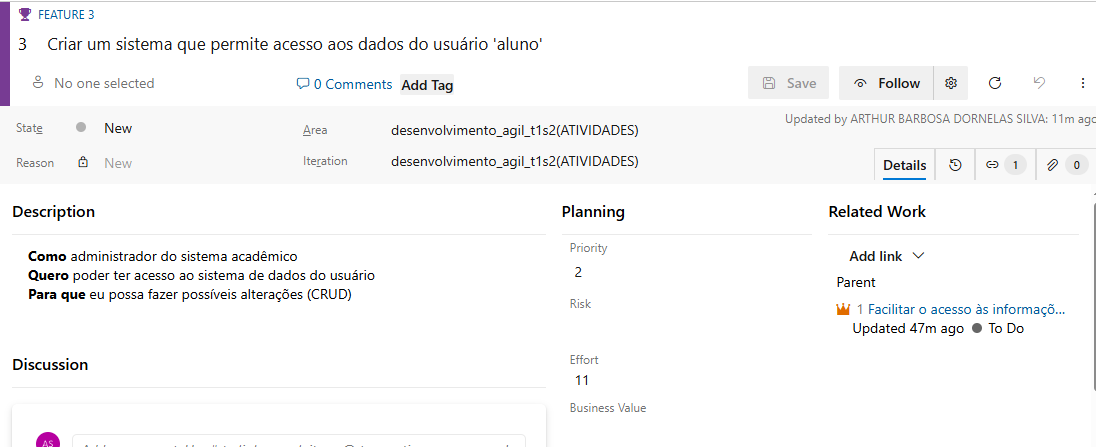 FEATURE 3
3 Criar um sistema que permite acesso aos dados do usuário 'aluno'
No one selected
0 Comments
Add Tag
Save
Follow
State
New
Area
desenvolvimento_agil_t1s2(ATIVIDADES)
Updated by ARTHUR BARBOSA DORNELAS SILVA: 11m ago
Reason
New
Iteration
desenvolvimento_agil_t1s2(ATIVIDADES)
Details
1
0
Description
Como administrador do sistema acadêmico
Quero poder ter acesso ao sistema de dados do usuário
Para que eu possa fazer possíveis alterações (CRUD)
Discussion
AS
Planning
Priority
2
Risk
Effort
11
Business Value
Related Work
Add link
Parent
1 Facilitar o acesso às informaçõ...
Updated 47m ago To Do